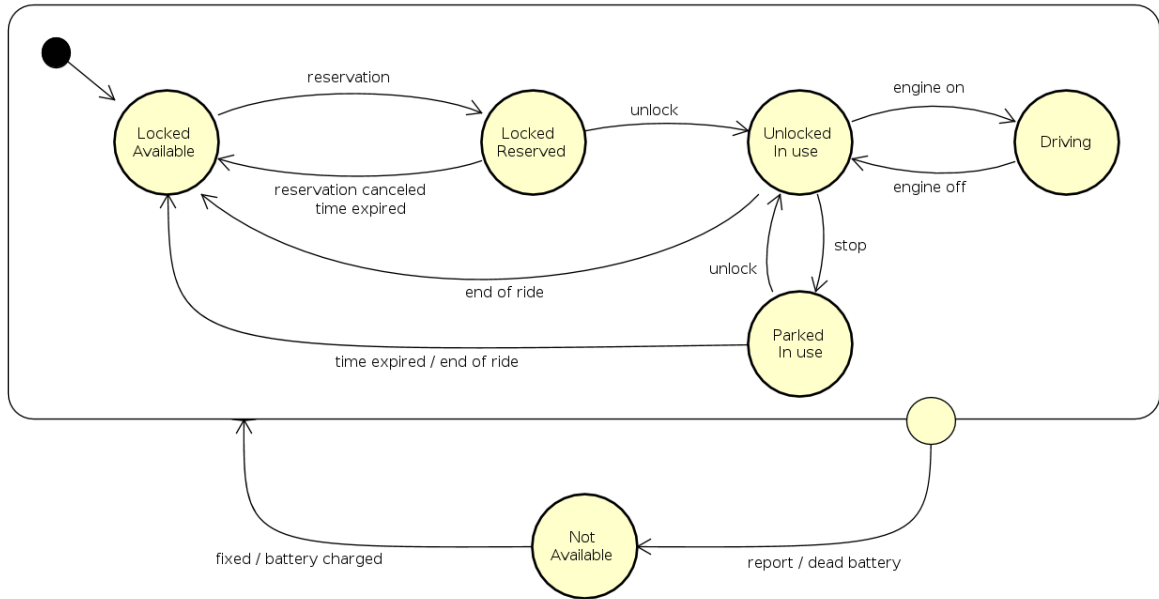 reservation
Locked
Available
reservation canceled
time expired
Locked
Reserved
unlock
Unlocked
In use
engine on
engine off
Driving
end of ride
unlock
stop
Parked
In use
time expired / end of ride
fixed / battery charged
Not
Available
report / dead battery